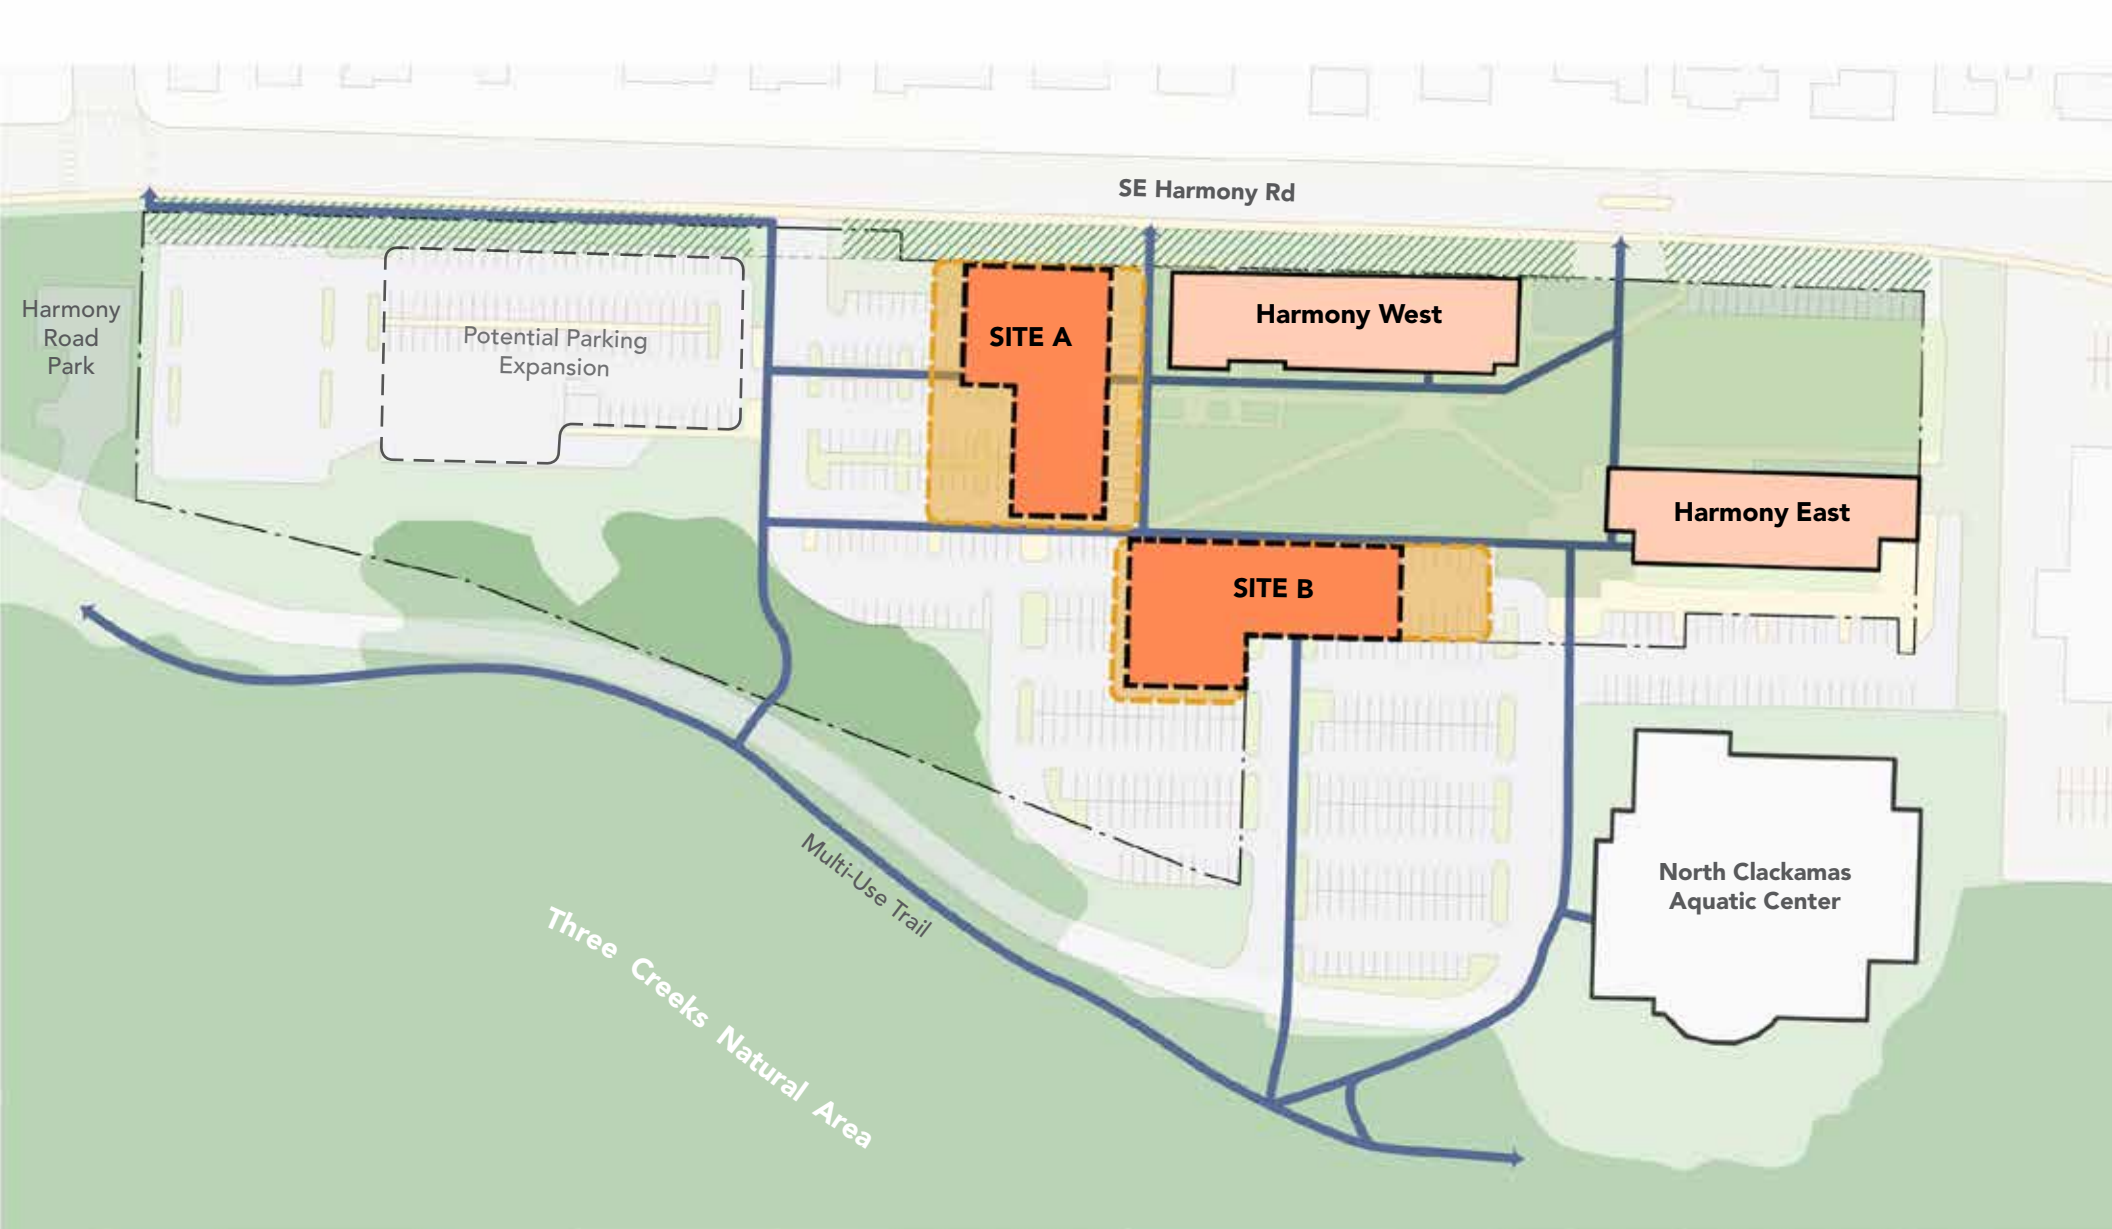 SE Harmony Rd
Harmony
Road
Park
Potential Parking
Expansion
SITE A
Harmony West
Harmony East
SITE B
North Clackamas
Aquatic Center
Multi-Use Trail
Three Creeks Natural Area